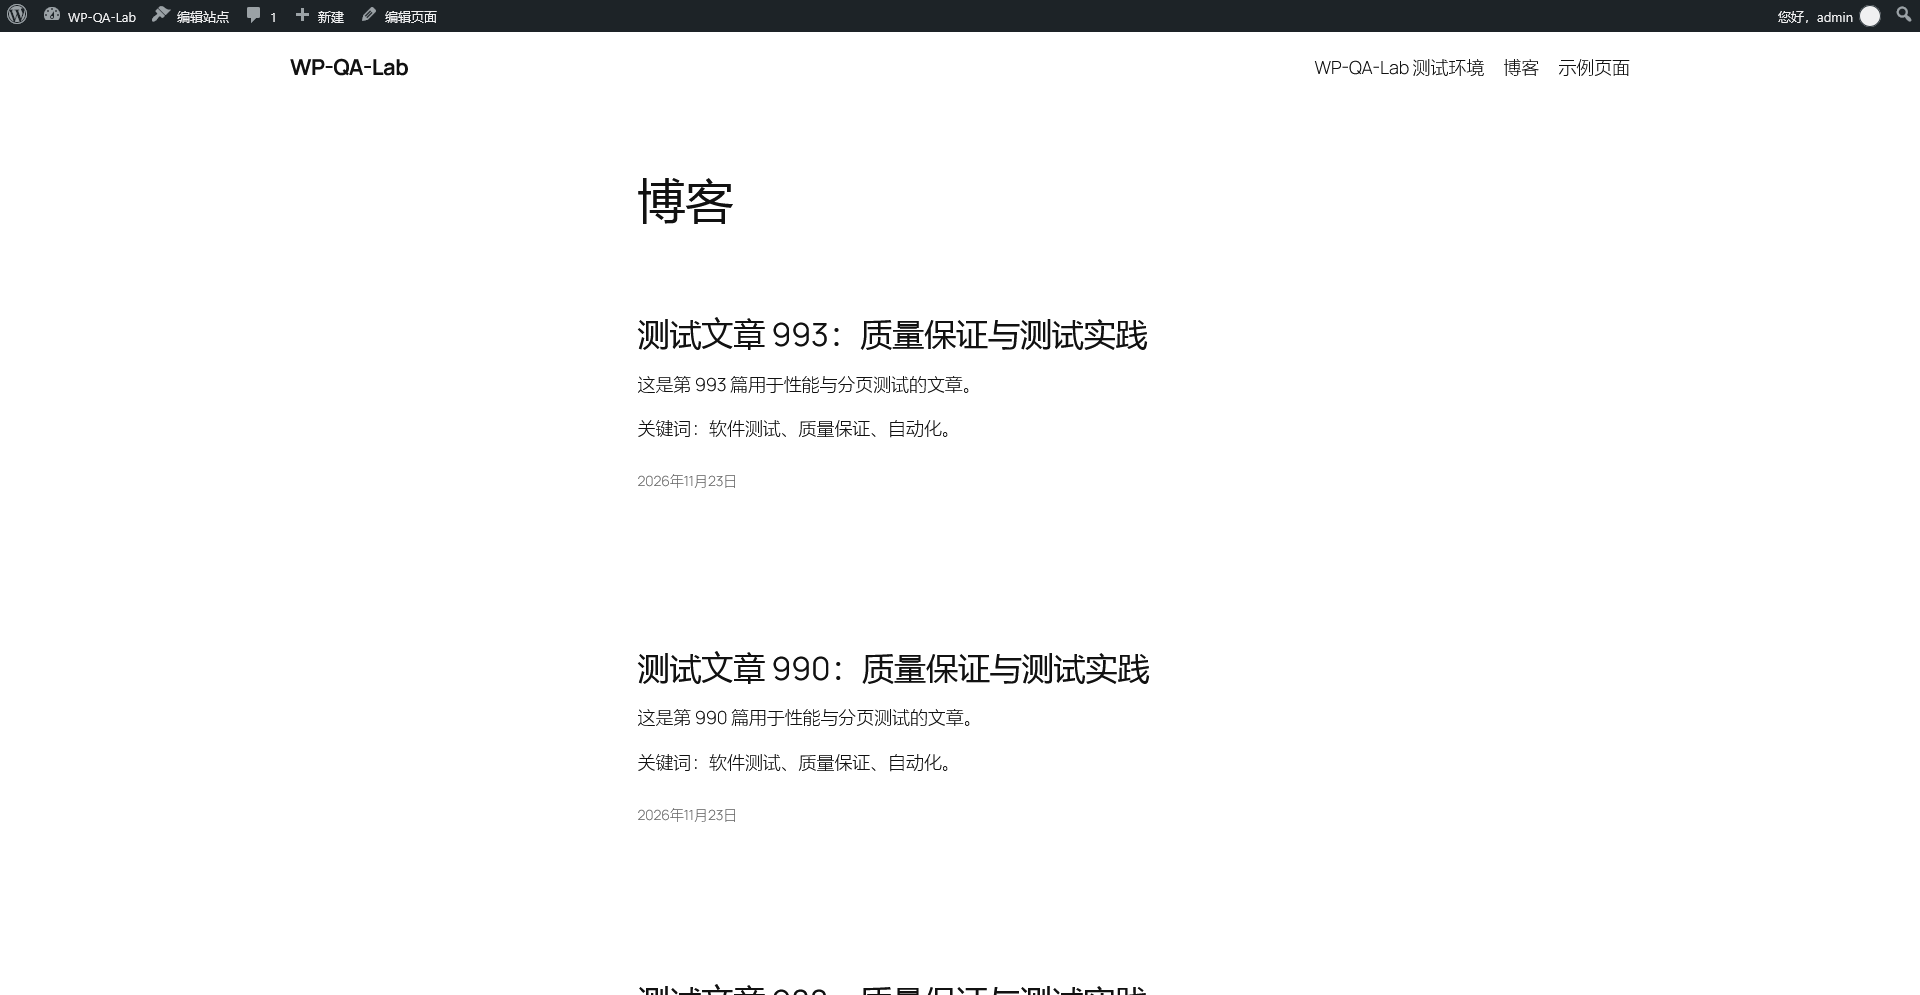 WP-QA-Lab 编辑站点 1 新建 编辑页面 您好，admin
WP-QA-Lab
WP-QA-Lab 测试环境 博客 示例页面
博客
测试文章 993：质量保证与测试实践
这是第 993 篇用于性能与分页测试的文章。
关键词：软件测试、质量保证、自动化。
2026年11月23日
测试文章 990：质量保证与测试实践
这是第 990 篇用于性能与分页测试的文章。
关键词：软件测试、质量保证、自动化。
2026年11月23日